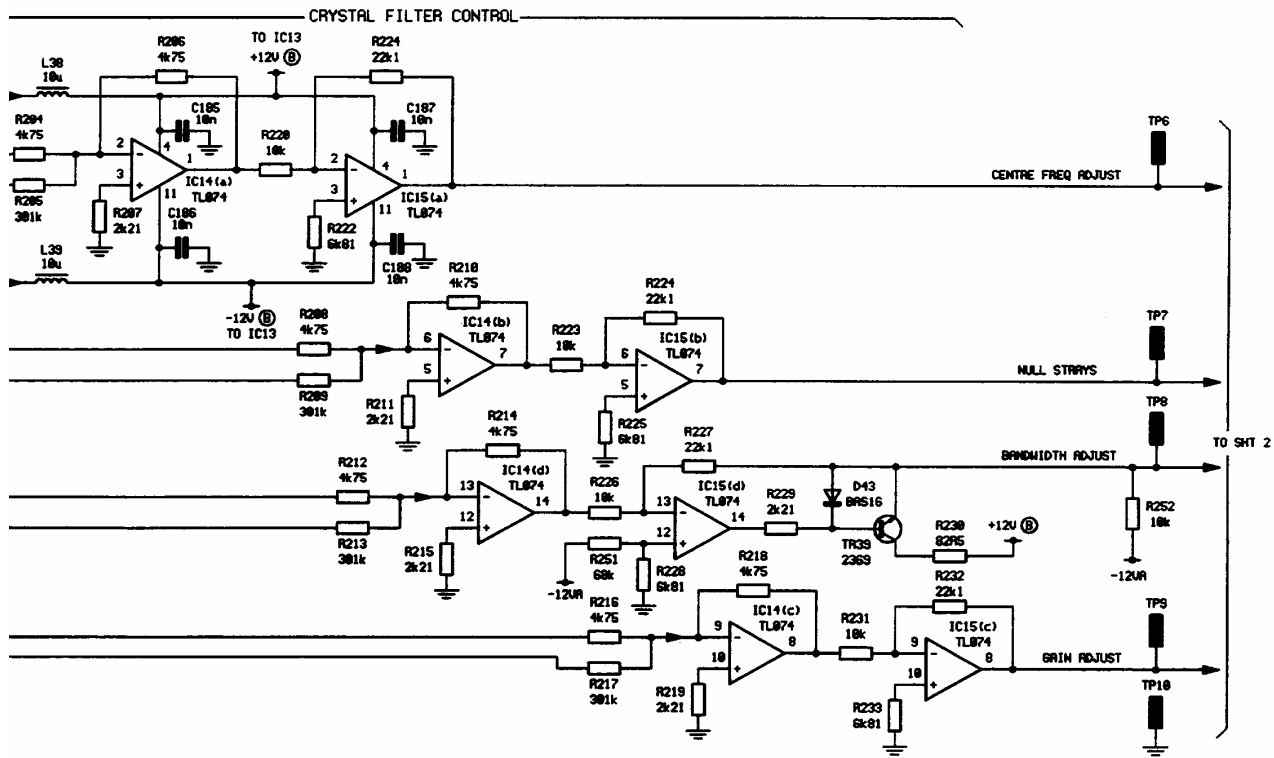 CRYSTAL FILTER CONTROL
L38
10u
R206
4k75
TO IC13
+12V B
R224
22k1
R204
4k75
C185
10n
R220
10k
C187
10n
TP6
2
4
1
3
11
IC14(a)
TL074
2
4
1
3
11
IC15(a)
TL074
CENTRE FREQ ADJUST
R205
301k
R207
2k21
C186
10n
R222
6k81
C188
10n
L39
10u
-12V B
TO IC13
R208
4k75
R210
4k75
R224
22k1
IC14(b)
TL074
R223
10k
IC15(b)
TL074
TP7
6
7
5
6
7
5
NULL STRAYS
R209
301k
R211
2k21
R225
6k81
TP8
TO SHT 2
R212
4k75
R214
4k75
R227
22k1
BANDWIDTH ADJUST
IC14(d)
TL074
R226
10k
IC15(d)
TL074
D43
BAS16
13
14
12
13
14
12
R229
2k21
R252
10k
R213
301k
R215
2k21
R251
68k
R228
6k81
TR39
2369
R230
82R5
+12V B
-12VA
-12VA
R216
4k75
R218
4k75
R232
22k1
IC14(c)
TL074
R231
10k
IC15(c)
TL074
TP9
9
8
10
9
8
10
GAIN ADJUST
R217
301k
R219
2k21
R233
6k81
TP10